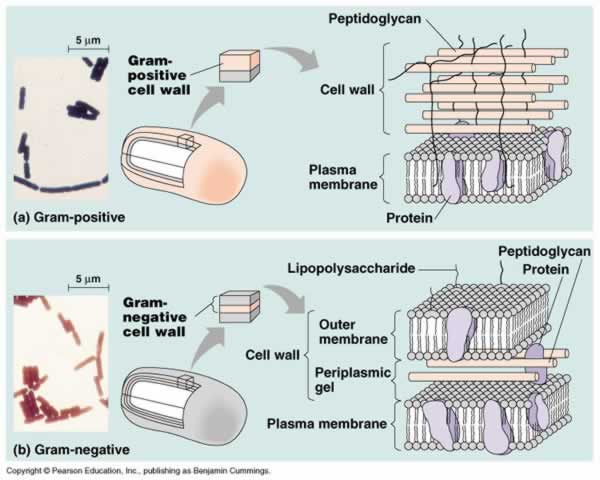 5 μm
Gram-
positive
cell wall
Peptidoglycan
Cell wall
Plasma
membrane
Protein
(a) Gram-positive
5 μm
Gram-
negative
cell wall
Lipopolysaccharide
Peptidoglycan
Protein
Outer
membrane
Cell wall
Periplasmic
gel
Plasma membrane
(b) Gram-negative
Copyright © Pearson Education, Inc., publishing as Benjamin Cummings.